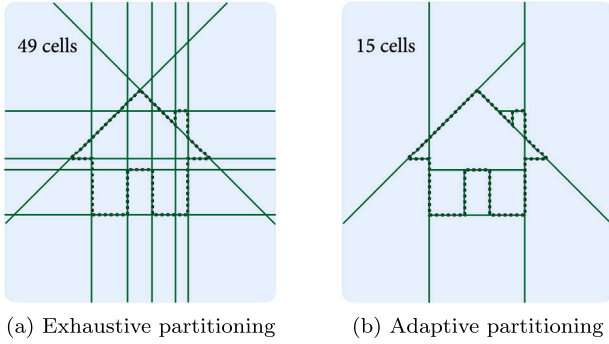 49 cells
15 cells
(a) Exhaustive partitioning
(b) Adaptive partitioning